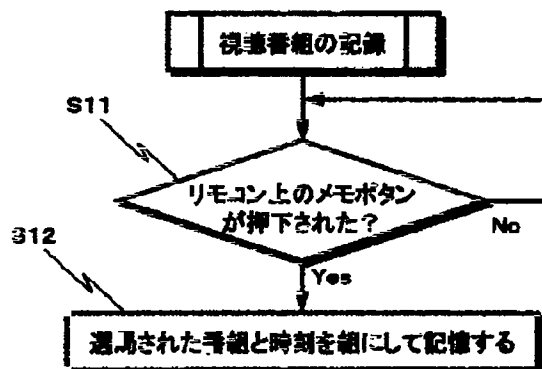 視聴番組の記録
S11
リモコン上のメモボタン
が押下された?
No
S12
Yes
選局された番組と時刻を組にして記憶する